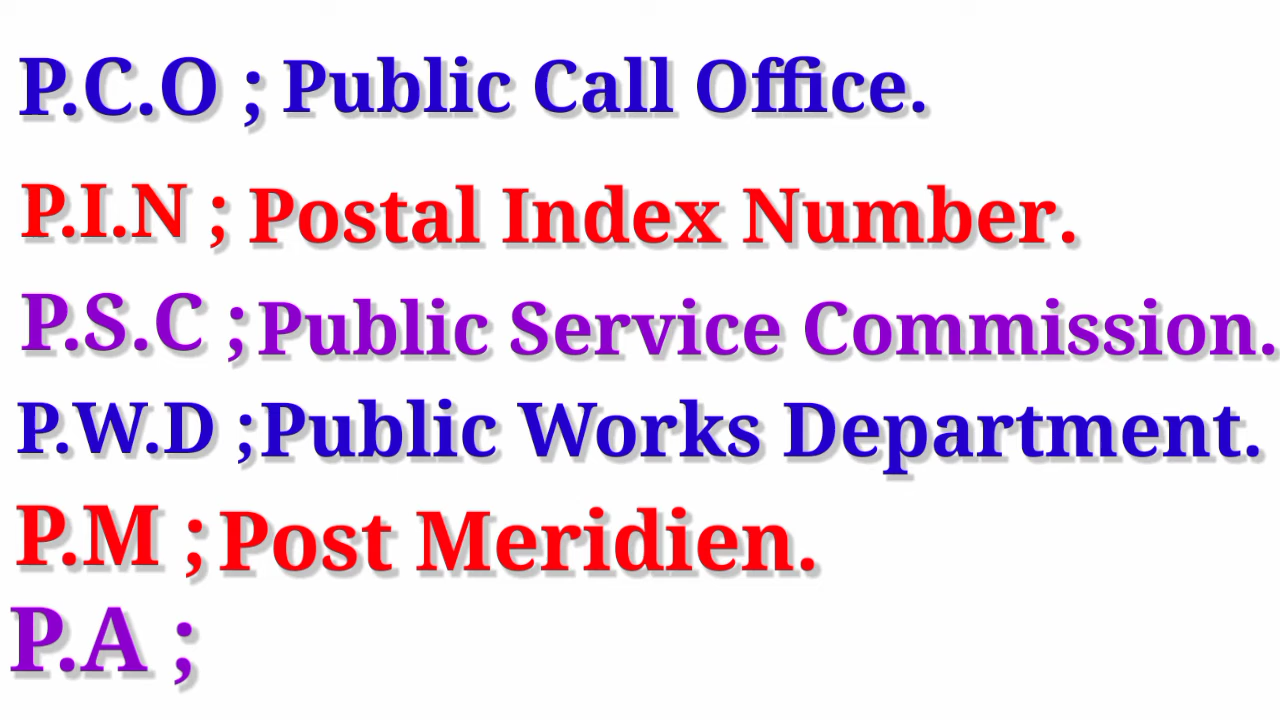 P.C.O ; Public Call Office.
P.I.N ; Postal Index Number.
P.S.C ; Public Service Commission.
P.W.D ; Public Works Department.
P.M ; Post Meridien.
P.A ;